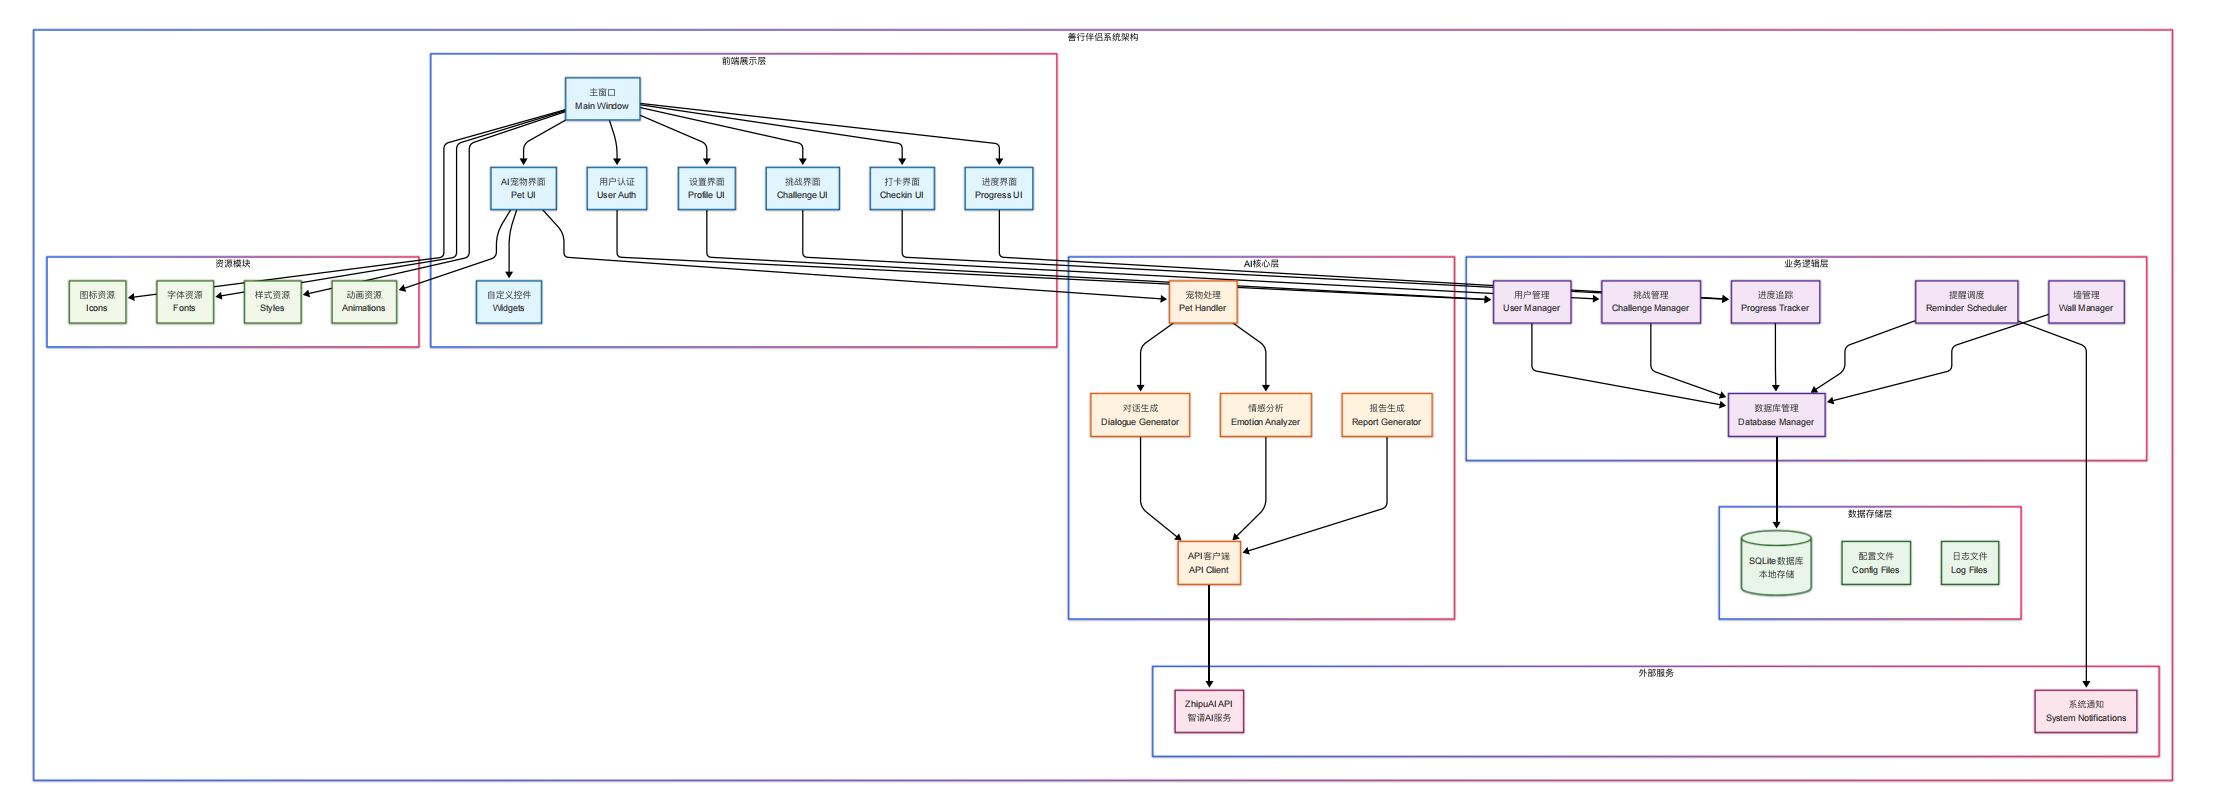 善行伴侣系统架构
前端展示层
主窗口
Main Window
AI宠物界面
Pet UI
用户认证
User Auth
设置界面
Profile UI
挑战界面
Challenge UI
打卡界面
Checkin UI
进度界面
Progress UI
自定义控件
Widgets
资源模块
图标资源
Icons
字体资源
Fonts
样式资源
Styles
动画资源
Animations
AI核心层
宠物处理
Pet Handler
对话生成
Dialogue Generator
情感分析
Emotion Analyzer
报告生成
Report Generator
API客户端
API Client
业务逻辑层
用户管理
User Manager
挑战管理
Challenge Manager
进度追踪
Progress Tracker
提醒调度
Reminder Scheduler
墙管理
Wall Manager
数据库管理
Database Manager
数据存储层
SQLite数据库
本地存储
配置文件
Config Files
日志文件
Log Files
外部服务
ZhipuAI API
智谱AI服务
系统通知
System Notifications